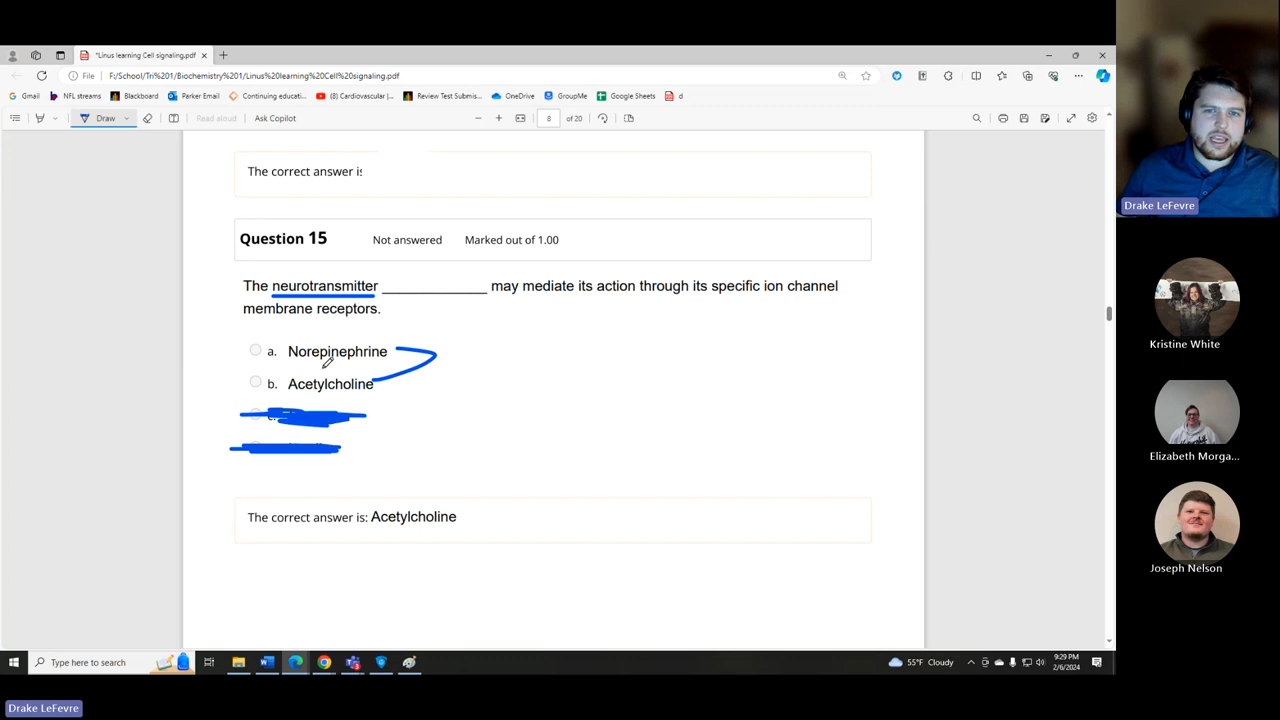 *Linus learning Cell signaling.pdf
File
F:/School/Tri%201/Biochemistry%201/Linus%20learning%20Cell%20signaling.pdf
Gmail
NFL streams
Blackboard
Parker Email
Continuing educati...
(8) Cardiovascular |...
Review Test Submis...
OneDrive
GroupMe
Google Sheets
d
Draw
Read aloud
Ask Copilot
8
of 20
The correct answer is
Question 15
Not answered
Marked out of 1.00
The neurotransmitter _____________ may mediate its action through its specific ion channel
membrane receptors.
a. Norepinephrine
b. Acetylcholine
The correct answer is: Acetylcholine
Drake LeFevre
Kristine White
Elizabeth Morga...
Joseph Nelson
Type here to search
55°F Cloudy
9:29 PM
2/6/2024
Drake LeFevre